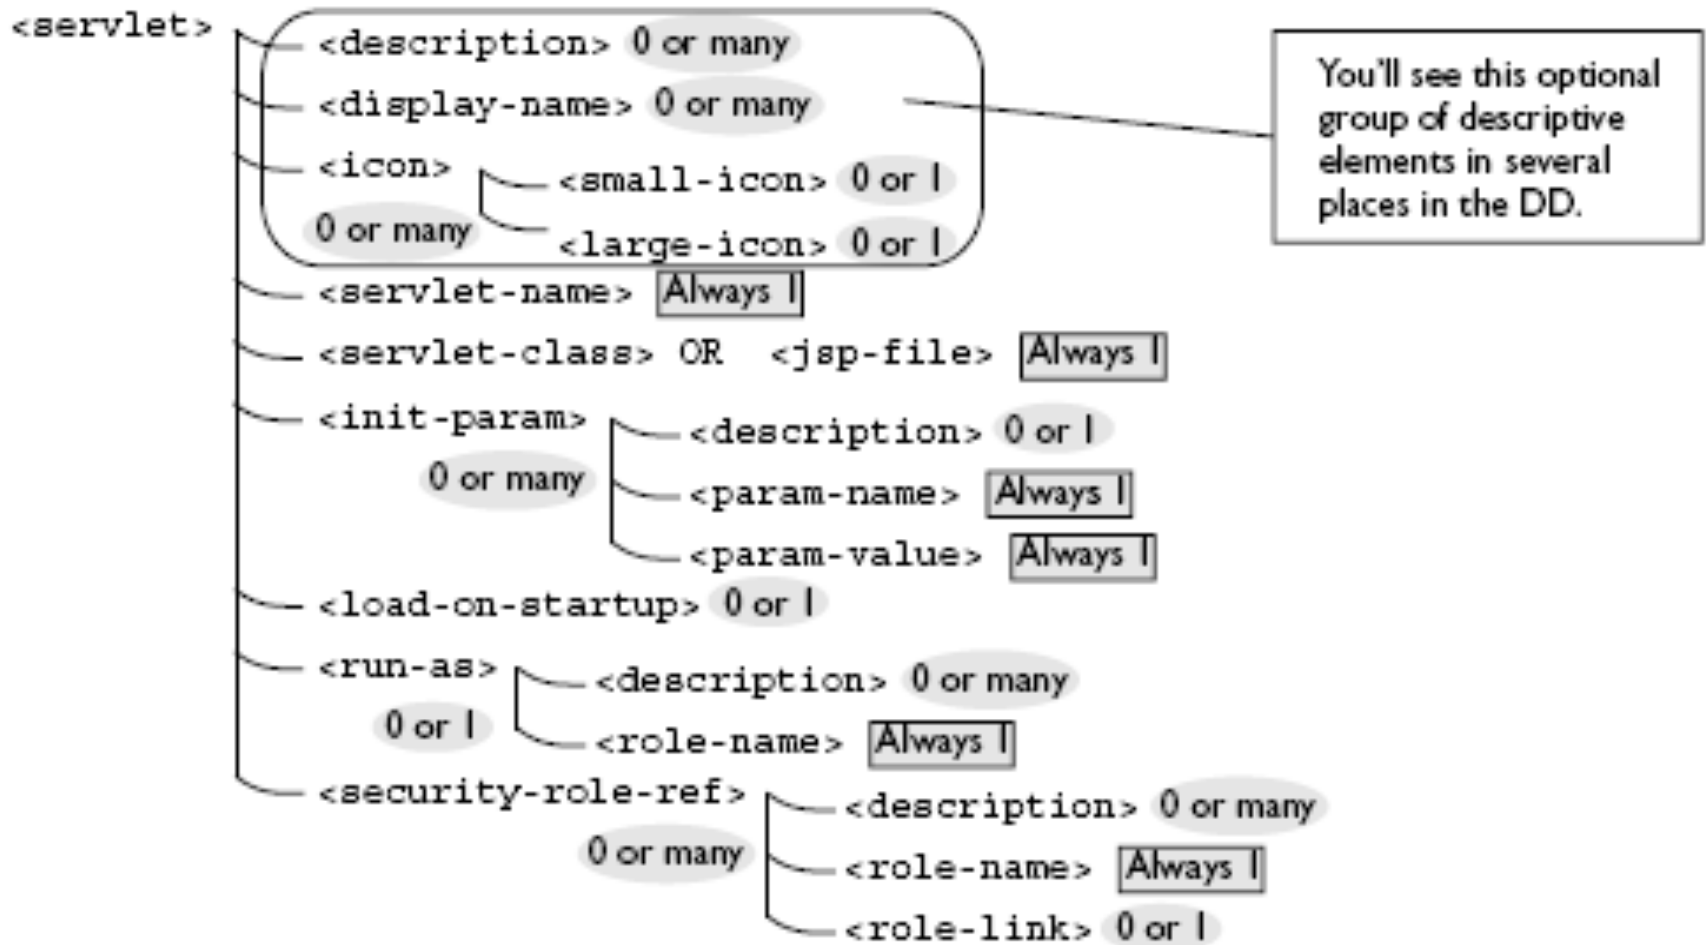 <servlet>
<description> 0 or many
<display-name> 0 or many
<icon>
0 or many
<small-icon> 0 or 1
<large-icon> 0 or 1
You'll see this optional
group of descriptive
elements in several
places in the DD.
<servlet-name> Always 1
<servlet-class> OR <jsp-file> Always 1
<init-param>
0 or many
<description> 0 or 1
<param-name> Always 1
<param-value> Always 1
<load-on-startup> 0 or 1
<run-as>
0 or 1
<description> 0 or many
<role-name> Always 1
<security-role-ref>
0 or many
<description> 0 or many
<role-name> Always 1
<role-link> 0 or 1